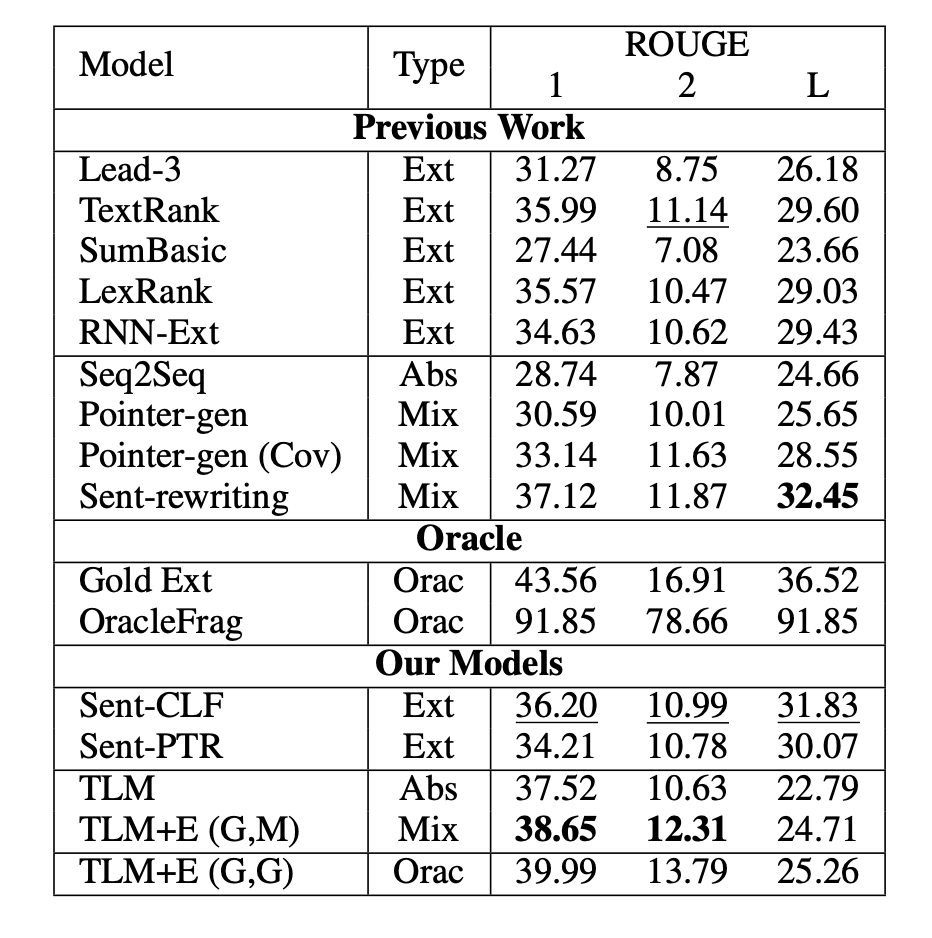 Model Type ROUGE
1 2 L
Previous Work
Lead-3 Ext 31.27 8.75 26.18
TextRank Ext 35.99 11.14 29.60
SumBasic Ext 27.44 7.08 23.66
LexRank Ext 35.57 10.47 29.03
RNN-Ext Ext 34.63 10.62 29.43
Seq2Seq Abs 28.74 7.87 24.66
Pointer-gen Mix 30.59 10.01 25.65
Pointer-gen (Cov) Mix 33.14 11.63 28.55
Sent-rewriting Mix 37.12 11.87 32.45
Oracle
Gold Ext Orac 43.56 16.91 36.52
OracleFrag Orac 91.85 78.66 91.85
Our Models
Sent-CLF Ext 36.20 10.99 31.83
Sent-PTR Ext 34.21 10.78 30.07
TLM Abs 37.52 10.63 22.79
TLM+E (G,M) Mix 38.65 12.31 24.71
TLM+E (G,G) Orac 39.99 13.79 25.26